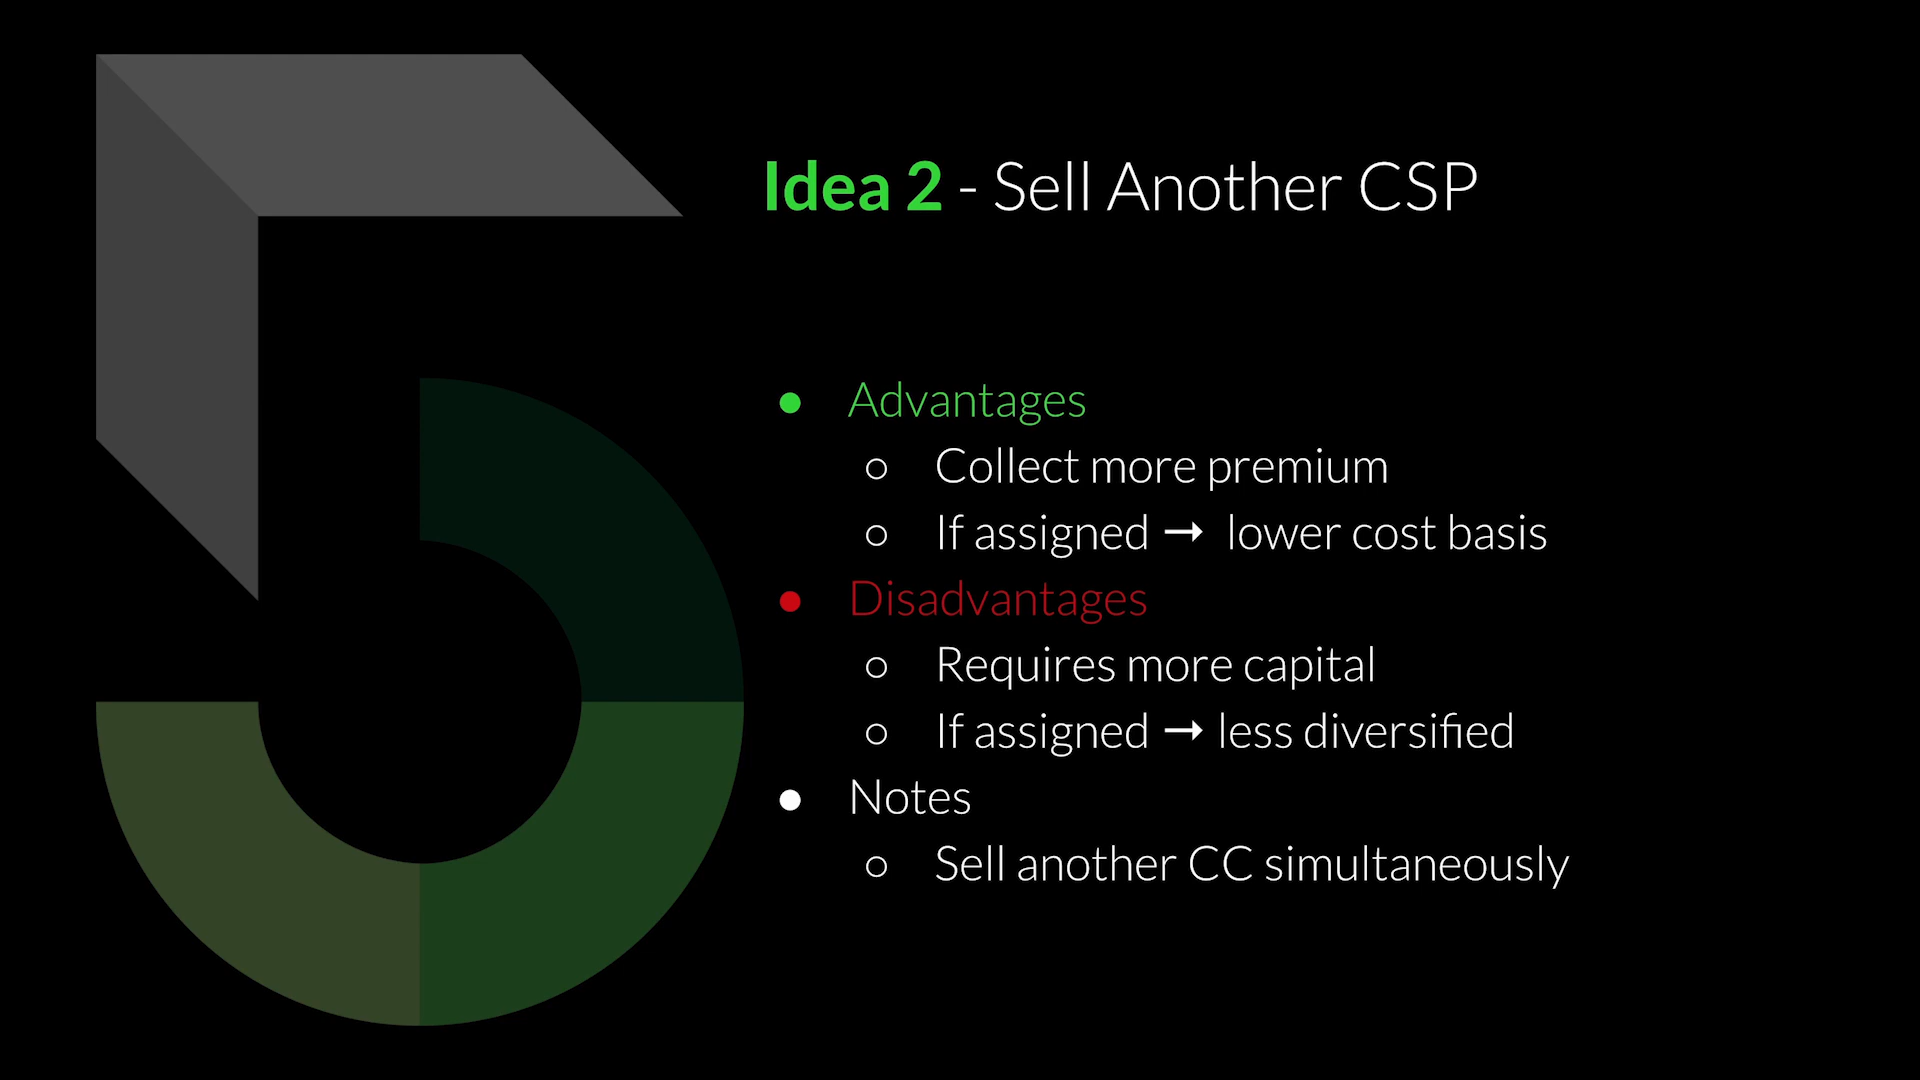 Idea 2 - Sell Another CSP
● Advantages
○ Collect more premium
○ If assigned → lower cost basis
● Disadvantages
○ Requires more capital
○ If assigned → less diversified
● Notes
○ Sell another CC simultaneously